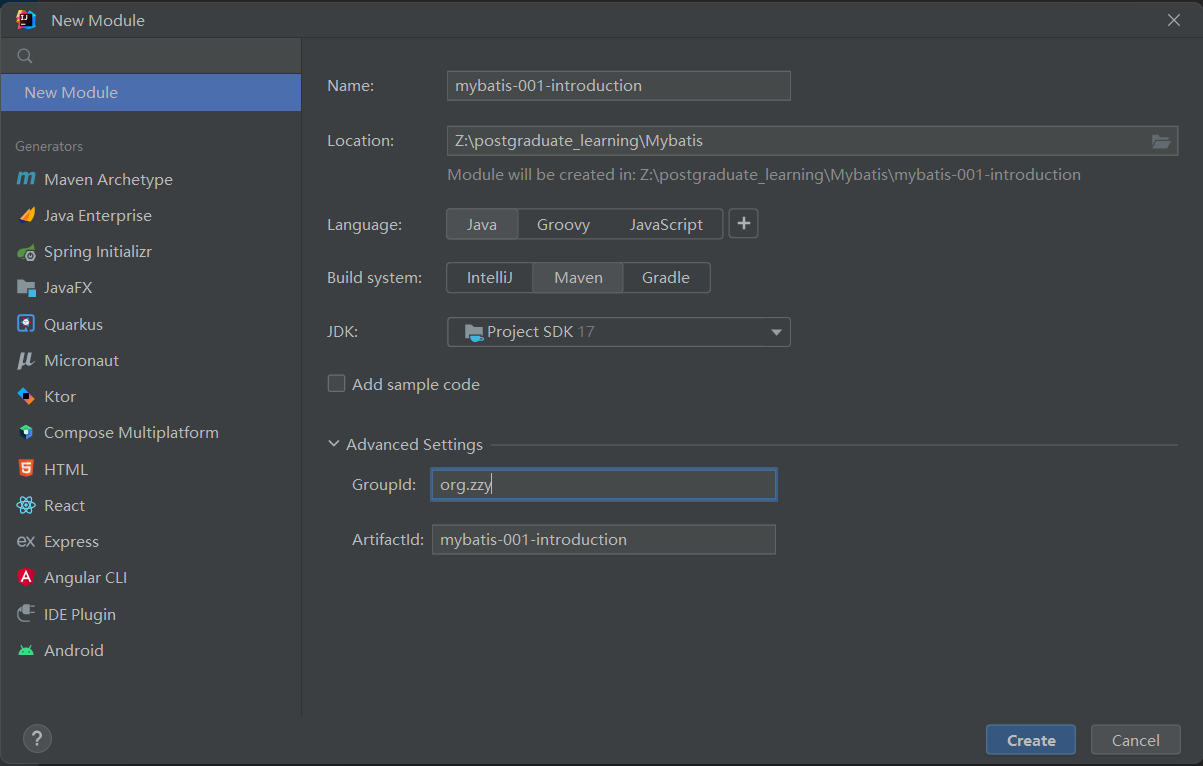 New Module
New Module
Generators
Maven Archetype
Java Enterprise
Spring Initializr
JavaFX
Quarkus
Micronaut
Ktor
Compose Multiplatform
HTML
React
Express
Angular CLI
IDE Plugin
Android
Name: mybatis-001-introduction
Location: Z:\postgraduate_learning\Mybatis
Module will be created in: Z:\postgraduate_learning\Mybatis\mybatis-001-introduction
Language: Java Groovy JavaScript +
Build system: IntelliJ Maven Gradle
JDK: Project SDK 17
Add sample code
Advanced Settings
GroupId: org.zzy
ArtifactId: mybatis-001-introduction
? Create Cancel